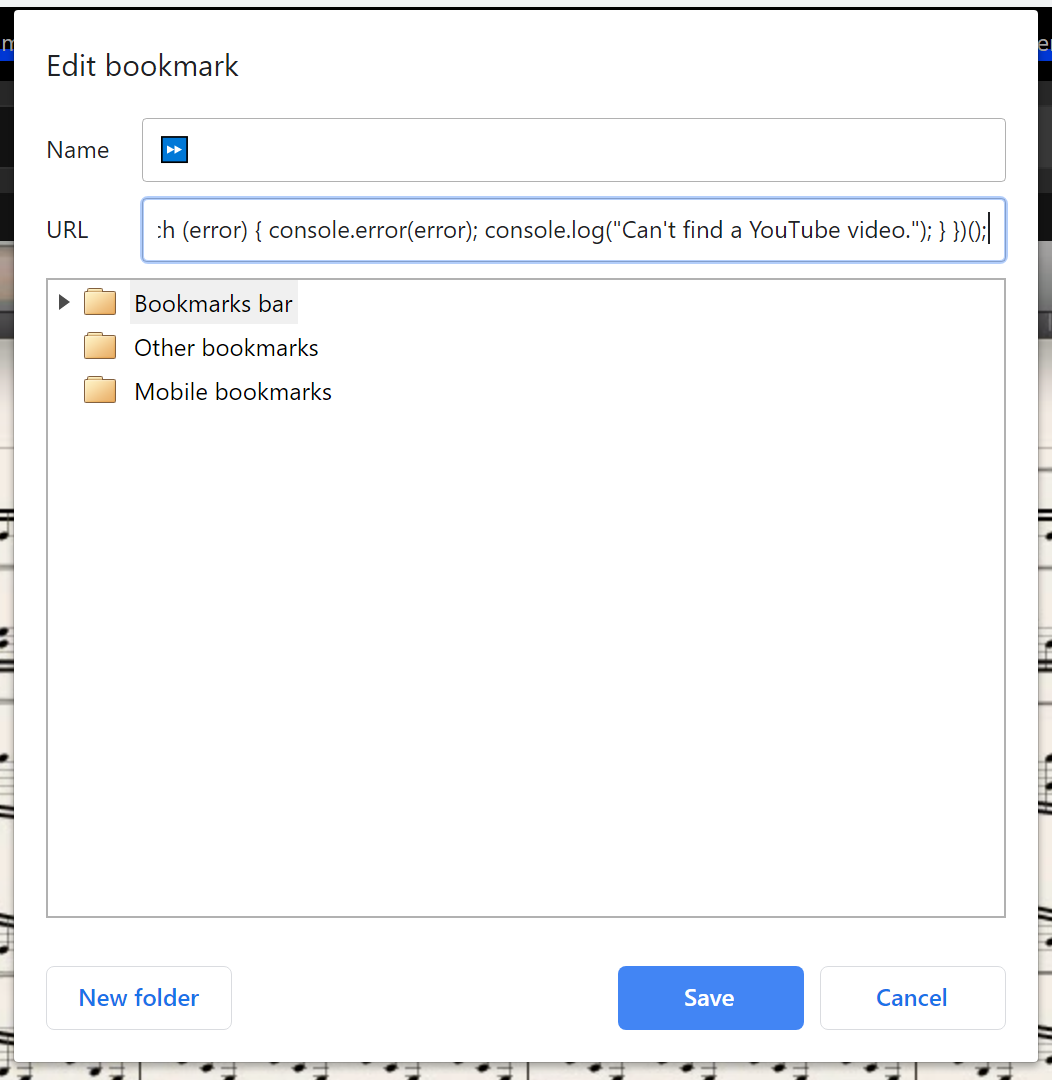 Edit bookmark
Name ⏩
URL ch (error) { console.error(error); console.log("Can't find a YouTube video."); } })();
Bookmarks bar
Other bookmarks
Mobile bookmarks
New folder Save Cancel